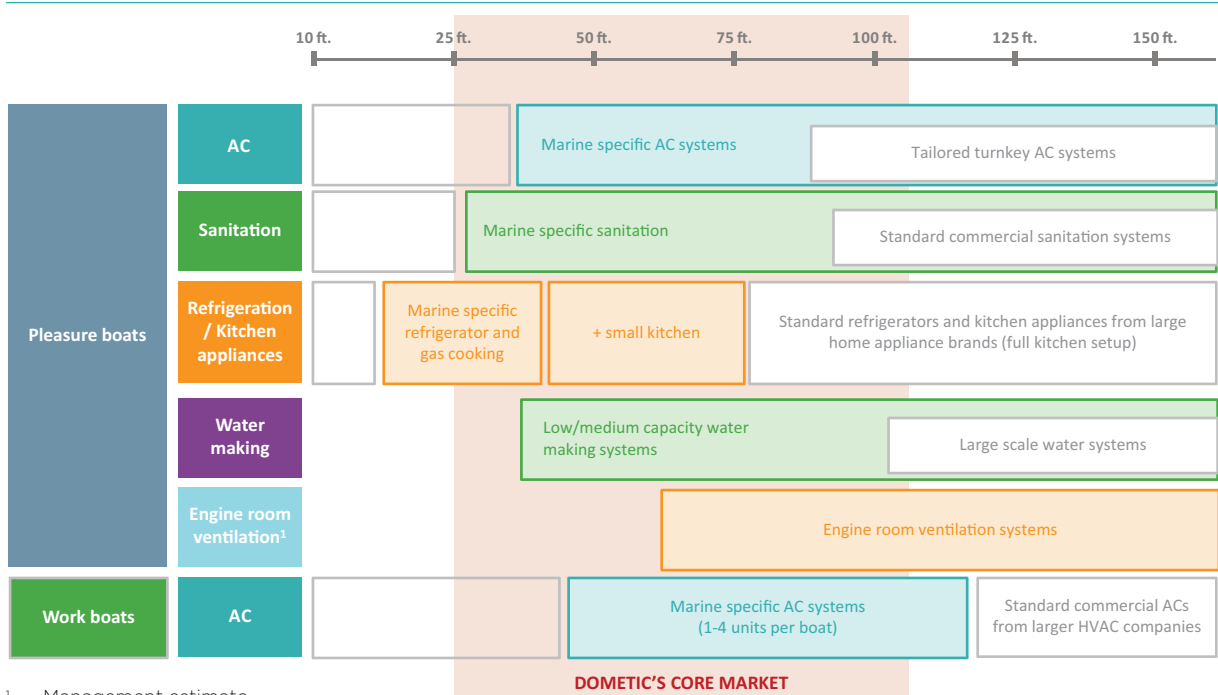 10 ft. 25 ft. 50 ft. 75 ft. 100 ft. 125 ft. 150 ft.
Pleasure boats
AC
Marine specific AC systems
Tailored turnkey AC systems
Sanitation
Marine specific sanitation
Standard commercial sanitation systems
Refrigeration
/ Kitchen
appliances
Marine specific
refrigerator and
gas cooking
+ small kitchen
Standard refrigerators and kitchen appliances from large
home appliance brands (full kitchen setup)
Water
making
Low/medium capacity water
making systems
Large scale water systems
Engine room
ventilation¹
Engine room ventilation systems
Work boats
AC
Marine specific AC systems
(1-4 units per boat)
Standard commercial ACs
from larger HVAC companies
DOMETIC'S CORE MARKET
¹ Management estimate